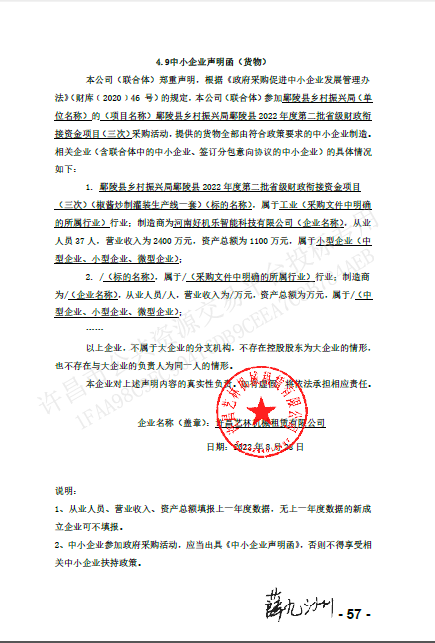 4.9中小企业声明函（货物）
本公司（联合体）郑重声明，根据《政府采购促进中小企业发展管理办
法》（财库〔2020〕46 号）的规定，本公司（联合体）参加鄢陵县乡村振兴局（单
位名称）的（项目名称）鄢陵县乡村振兴局鄢陵县 2022 年度第二批省级财政衔
接资金项目（三次）采购活动，提供的货物全部由符合政策要求的中小企业制造。
相关企业（含联合体中的中小企业、签订分包意向协议的中小企业）的具体情况
如下：
1. 鄢陵县乡村振兴局鄢陵县 2022 年度第二批省级财政衔接资金项目
（三次）（椒酱炒制灌装生产线一套）（标的名称），属于工业（采购文件中明确
的所属行业）行业；制造商为河南好机乐智能科技有限公司（企业名称），从业
人员 37 人，营业收入为 2400 万元，资产总额为 1100 万元，属于小型企业（中
型企业、小型企业、微型企业）；
2. /（标的名称），属于/（采购文件中明确的所属行业）行业；制造商
为/（企业名称），从业人员/人，营业收入为/万元，资产总额为万元，属于/（中
型企业、小型企业、微型企业）；
……
以上企业，不属于大企业的分支机构，不存在控股股东为大企业的情形，
也不存在与大企业的负责人为同一人的情形。
本企业对上述声明内容的真实性负责。如有虚假，将依法承担相应责任。
企业名称（盖章）：许昌艺林机械租赁有限公司
日期：2022 年 8 月 日
说明：
1、从业人员、营业收入、资产总额填报上一年度数据，无上一年度数据的新成
立企业可不填报。
2、中小企业参加政府采购活动，应当出具《中小企业声明函》，否则不得享受相
关中小企业扶持政策。
- 57 -